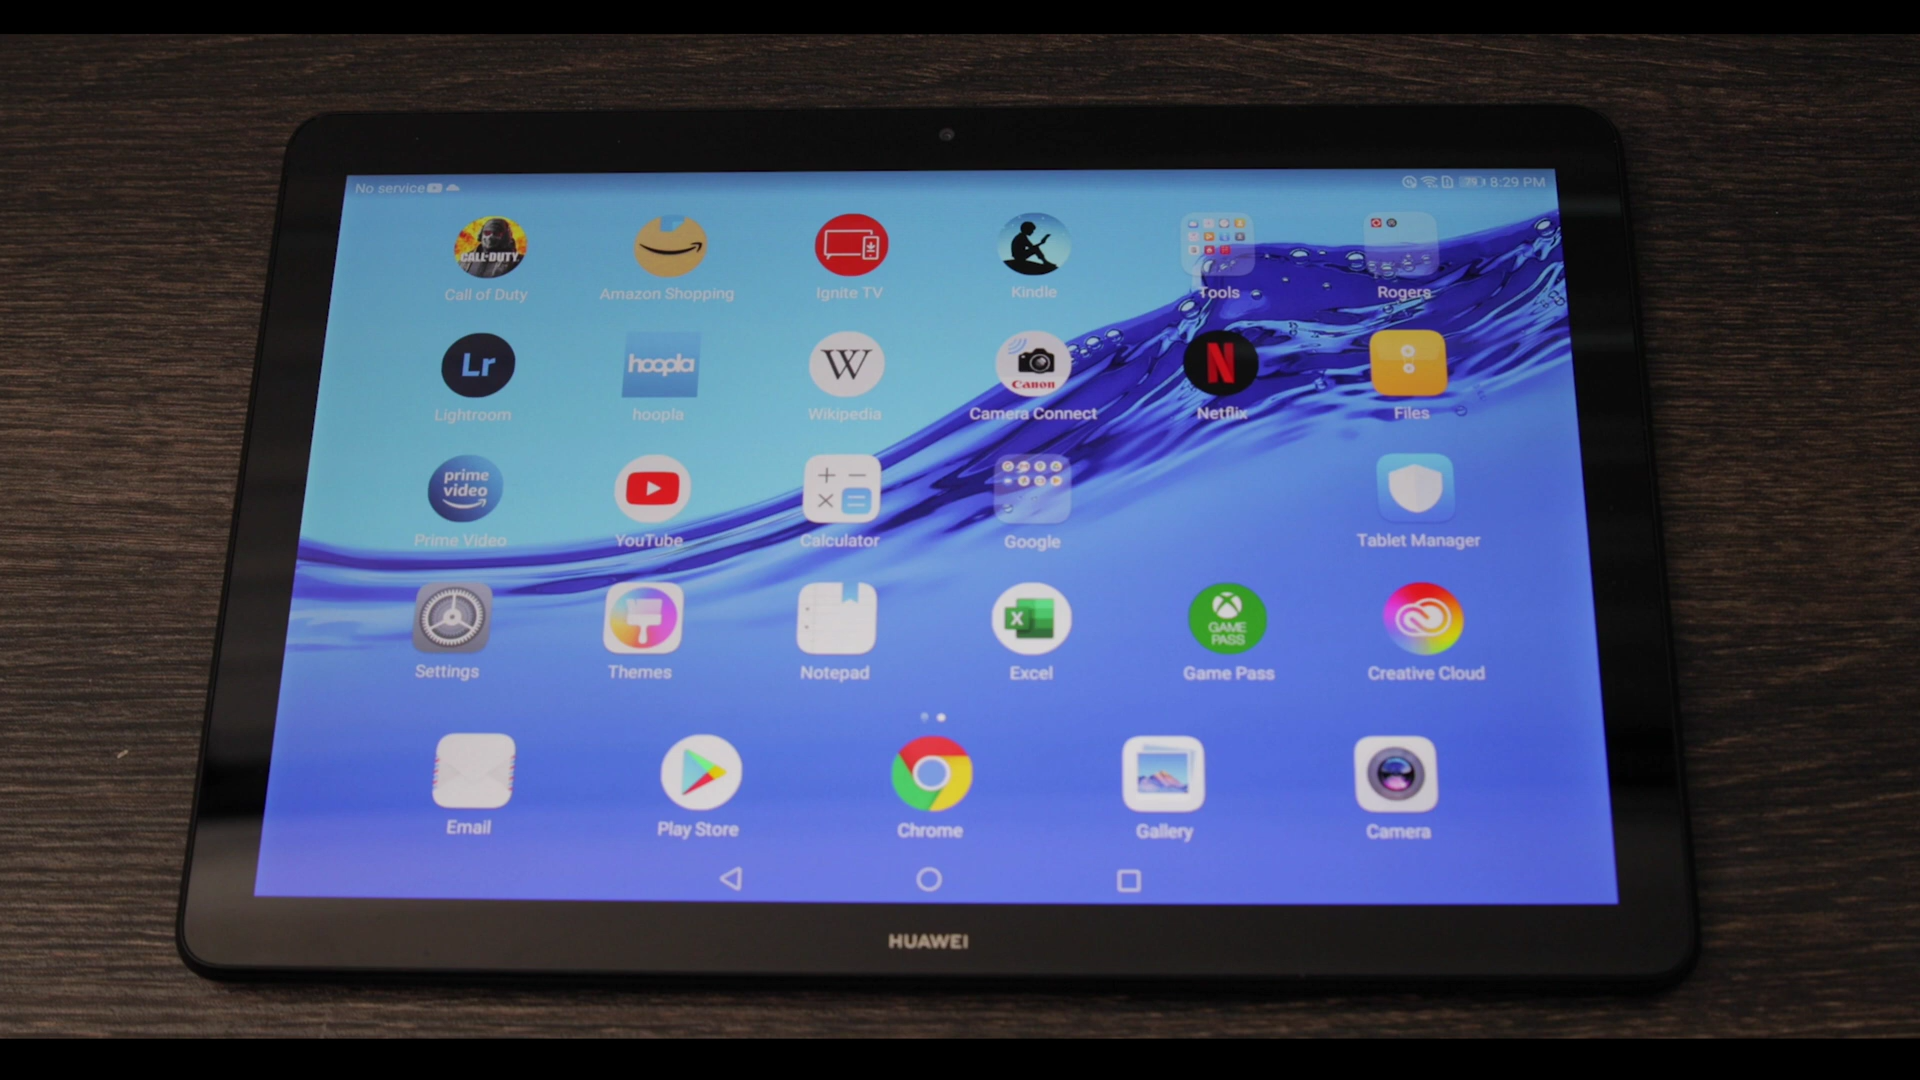 No service 79 8:29 PM
CALL·DUTY
Call of Duty Amazon Shopping Ignite TV Kindle Tools Rogers
Lr hoopla W Canon N
Lightroom hoopla Wikipedia Camera Connect Netflix Files
prime
video
Prime Video YouTube Calculator Google Tablet Manager
X GAME
PASS
Settings Themes Notepad Excel Game Pass Creative Cloud
Email Play Store Chrome Gallery Camera
HUAWEI